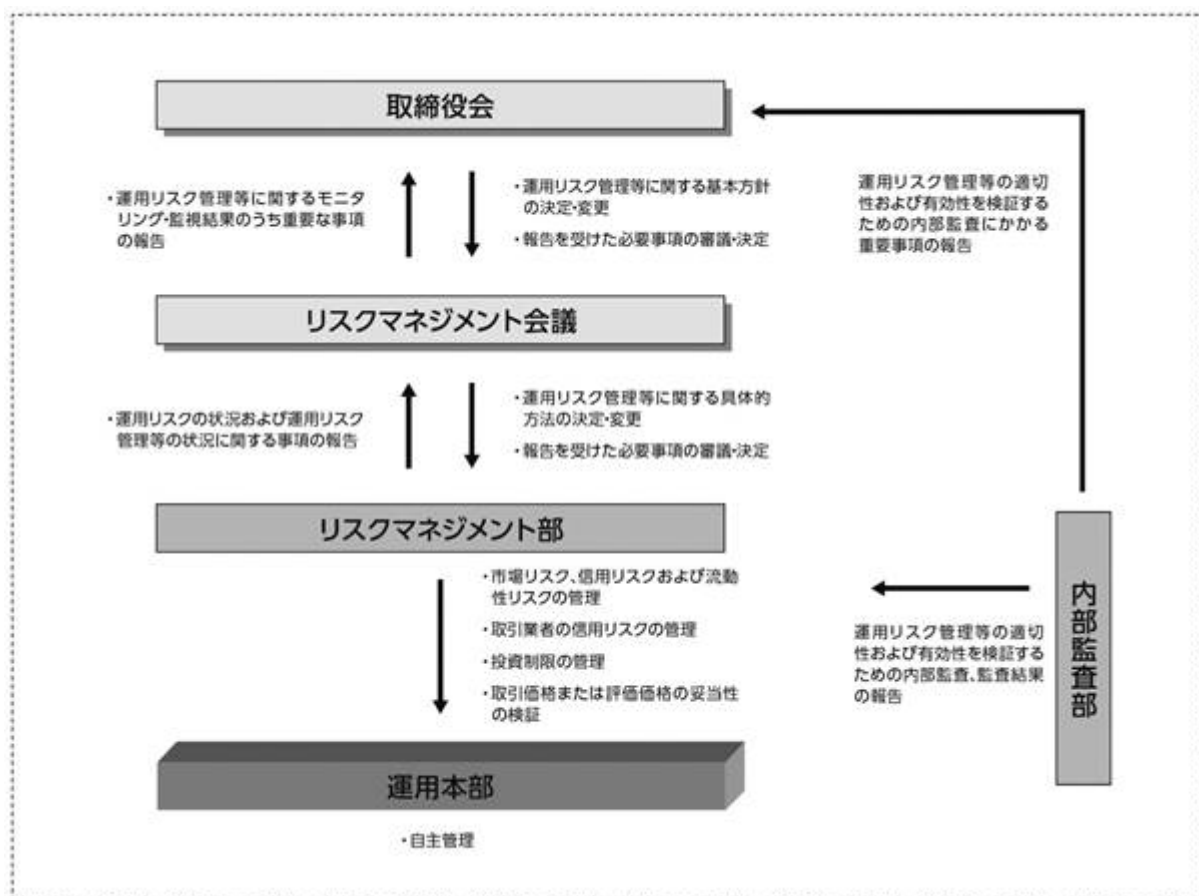 取締役会
・運用リスク管理等に関するモニタ
リング・監視結果のうち重要な事項
の報告
・運用リスク管理等に関する基本方針
の決定・変更
・報告を受けた必要事項の審議・決定
運用リスク管理等の適切
性および有効性を検証する
ための内部監査にかかる
重要事項の報告
リスクマネジメント会議
・運用リスクの状況および運用リスク
管理等の状況に関する事項の報告
・運用リスク管理等に関する具体的
方法の決定・変更
・報告を受けた必要事項の審議・決定
リスクマネジメント部
・市場リスク、信用リスクおよび流動
性リスクの管理
・取引業者の信用リスクの管理
・投資制限の管理
・取引価格または評価価格の妥当性
の検証
運用リスク管理等の適切
性および有効性を検証する
ための内部監査、監査結果
の報告
内部監査部
運用本部
・自主管理